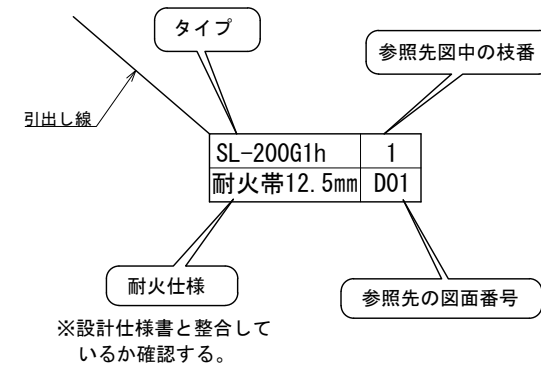 タイプ
参照先図中の枝番
引出し線
SL-200G1h 1
耐火帯12.5mm D01
耐火仕様
参照先の図面番号
※設計仕様書と整合して
いるか確認する。